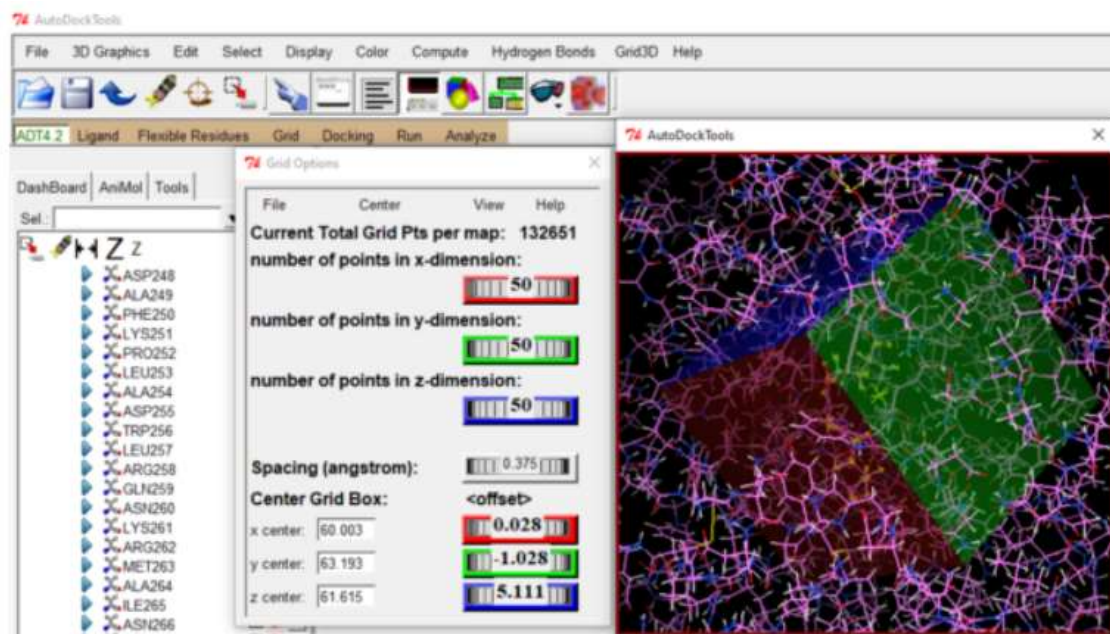 AutoDockTools
File 3D Graphics Edit Select Display Color Compute Hydrogen Bonds Grid3D Help
ADT4.2 Ligand Flexible Residues Grid Docking Run Analyze
DashBoard AniMol Tools
Sel.:
Z Z
ASP248
ALA249
PHE250
LYS251
PRO252
LEU253
ALA254
ASP255
TRP256
LEU257
ARG258
GLN259
ASN260
LYS261
ARG262
MET263
ALA264
ILE265
ASN266
Grid Options
File Center View Help
Current Total Grid Pts per map: 132651
number of points in x-dimension:
50
number of points in y-dimension:
50
number of points in z-dimension:
50
Spacing (angstrom): 0.375
Center Grid Box: <offset>
x center: 60.003 0.028
y center: 63.193 -1.028
z center: 61.615 5.111
AutoDockTools